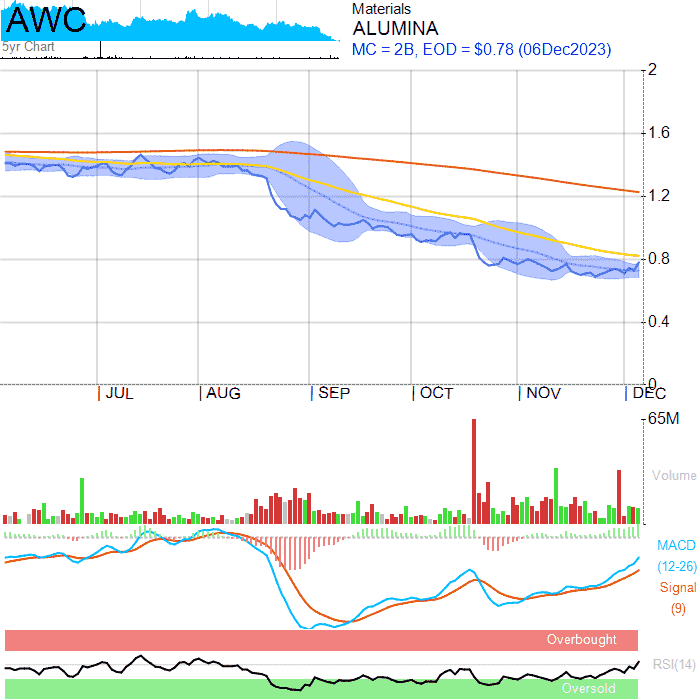 AWC
5yr Chart
Materials
ALUMINA
MC = 2B, EOD = $0.78 (06Dec2023)
2
1.6
1.2
0.8
0.4
0
JUL
AUG
SEP
OCT
NOV
DEC
65M
Volume
MACD
(12-26)
Signal
(9)
Overbought
RSI(14)
Oversold